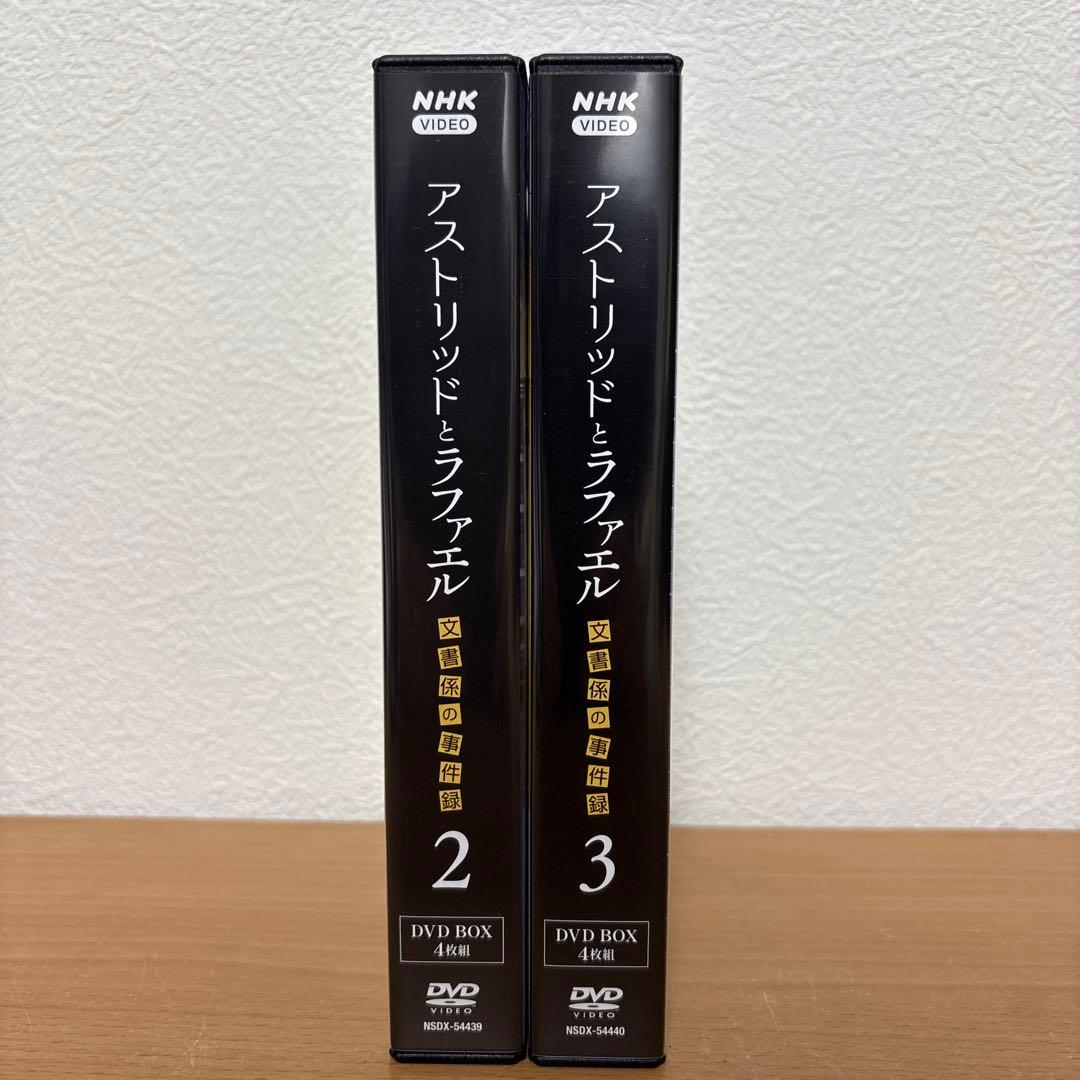 NHK
VIDEO
アストリッドとラファエル
文書係の事件録
2
DVD BOX
4枚組
DVD
VIDEO
NSDX-54439
NHK
VIDEO
アストリッドとラファエル
文書係の事件録
3
DVD BOX
4枚組
DVD
VIDEO
NSDX-54440